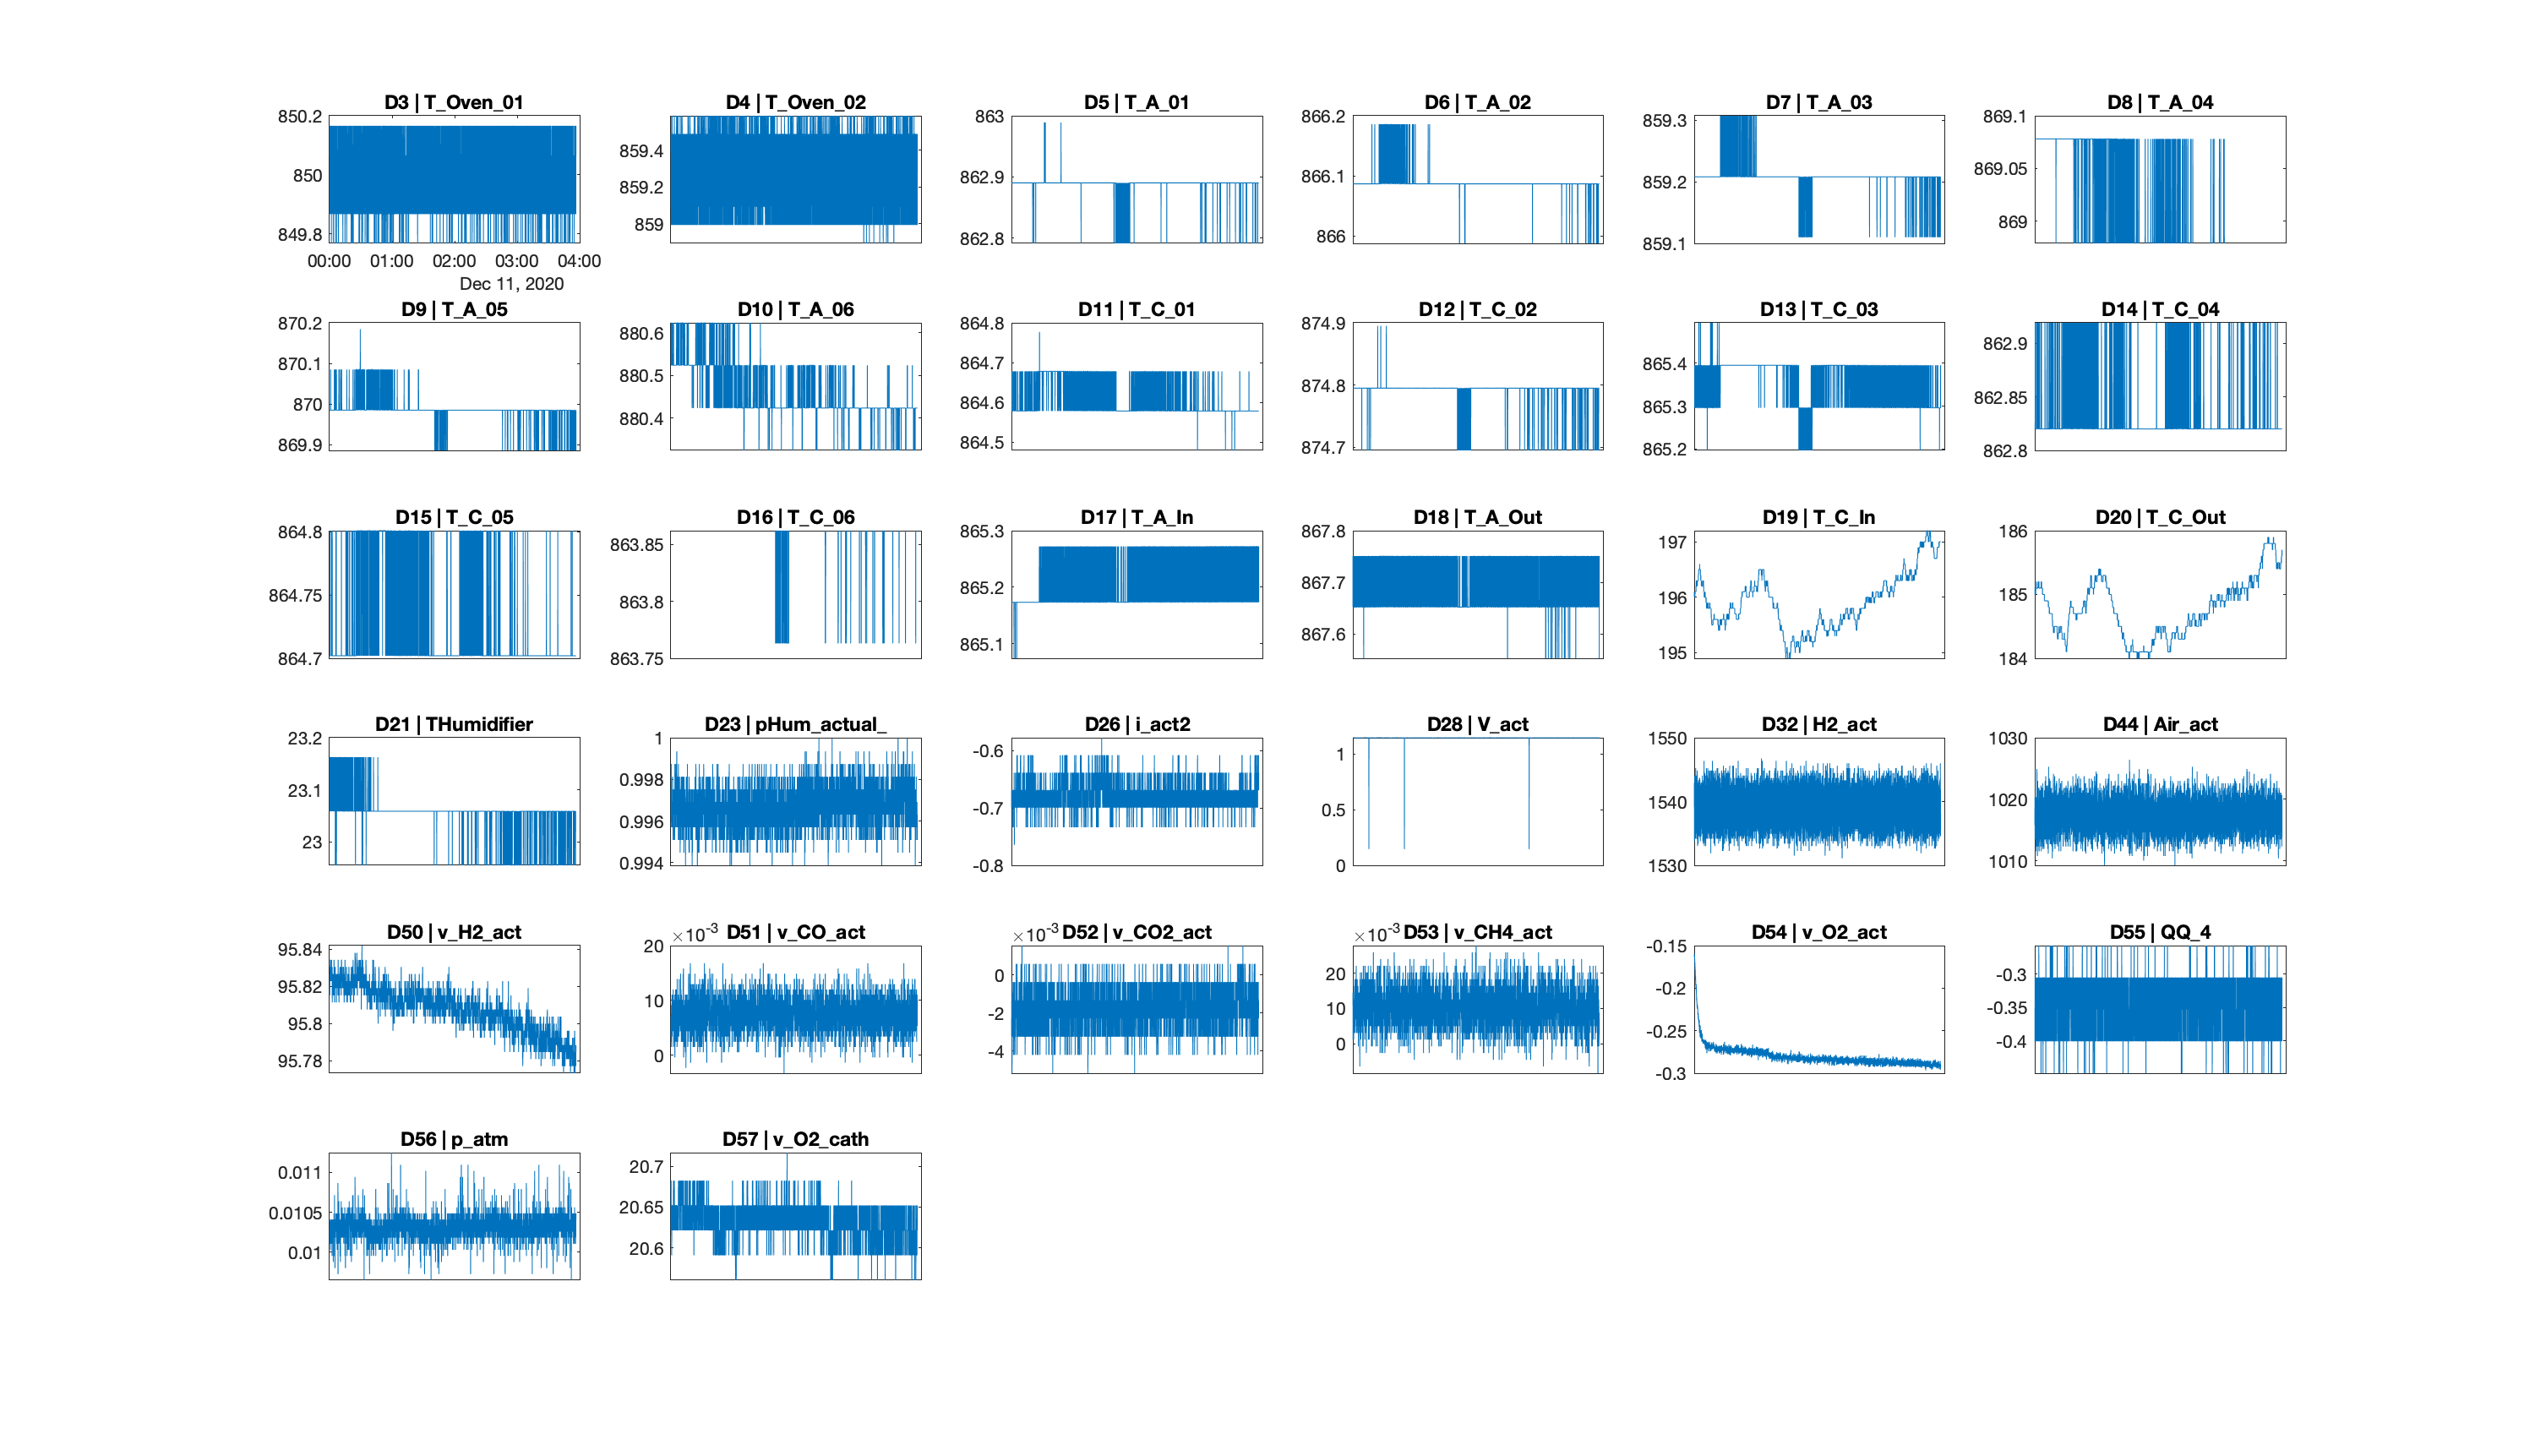 D3 | T_Oven_01
850.2
850
849.8
00:00 01:00 02:00 03:00 04:00
Dec 11, 2020
D4 | T_Oven_02
859.4
859.2
859
D5 | T_A_01
863
862.9
862.8
D6 | T_A_02
866.2
866.1
866
D7 | T_A_03
859.3
859.2
859.1
D8 | T_A_04
869.1
869.05
869
D9 | T_A_05
870.2
870.1
870
869.9
D10 | T_A_06
880.6
880.5
880.4
D11 | T_C_01
864.8
864.7
864.6
864.5
D12 | T_C_02
874.9
874.8
874.7
D13 | T_C_03
865.4
865.3
865.2
D14 | T_C_04
862.9
862.85
862.8
D15 | T_C_05
864.8
864.75
864.7
D16 | T_C_06
863.85
863.8
863.75
D17 | T_A_In
865.3
865.2
865.1
D18 | T_A_Out
867.8
867.7
867.6
D19 | T_C_In
197
196
195
D20 | T_C_Out
186
185
184
D21 | THumidifier
23.2
23.1
23
D23 | pHum_actual_
1
0.998
0.996
0.994
D26 | i_act2
-0.6
-0.7
-0.8
D28 | V_act
1
0.5
0
D32 | H2_act
1550
1540
1530
D44 | Air_act
1030
1020
1010
D50 | v_H2_act
95.84
95.82
95.8
95.78
×10-3 D51 | v_CO_act
20
10
0
×10-3 D52 | v_CO2_act
0
-2
-4
×10-3 D53 | v_CH4_act
20
10
0
D54 | v_O2_act
-0.15
-0.2
-0.25
-0.3
D55 | QQ_4
-0.3
-0.35
-0.4
D56 | p_atm
0.011
0.0105
0.01
D57 | v_O2_cath
20.7
20.65
20.6